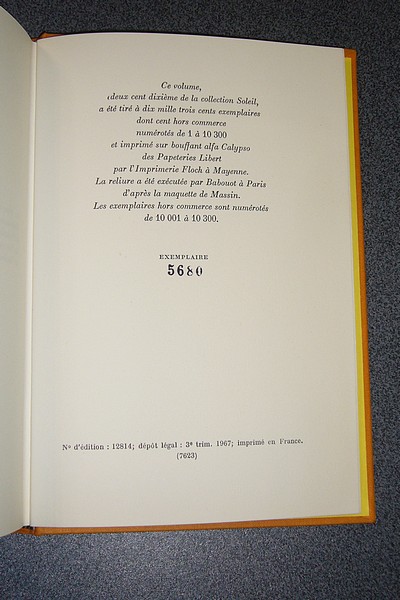 Ce volume,
deux cent dixième de la collection Soleil,
a été tiré à dix mille trois cents exemplaires
dont cent hors commerce
numérotés de 1 à 10 300
et imprimé sur bouffant alfa Calypso
des Papeteries Libert
par l'Imprimerie Floch à Mayenne.
La reliure a été exécutée par Babouot à Paris
d'après la maquette de Massin.
Les exemplaires hors commerce sont numérotés
de 10 001 à 10 300.
EXEMPLAIRE
5680
Nº d'édition : 12814; dépôt légal : 3e trim. 1967; imprimé en France.
(7623)